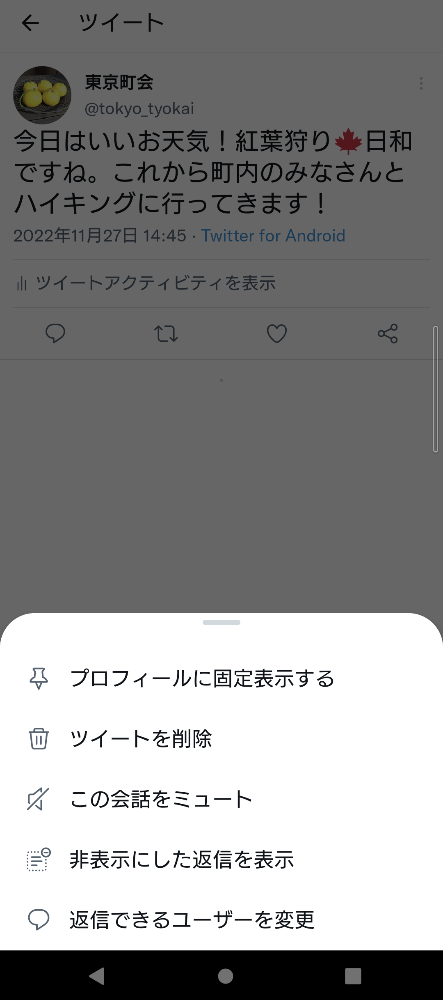 ツイート
東京町会
@tokyo_tyokai
今日はいいお天気！紅葉狩り🍁日和
ですね。これから町内のみなさんと
ハイキングに行ってきます！
2022年11月27日 14:45 · Twitter for Android
ツイートアクティビティを表示
プロフィールに固定表示する
ツイートを削除
この会話をミュート
非表示にした返信を表示
返信できるユーザーを変更